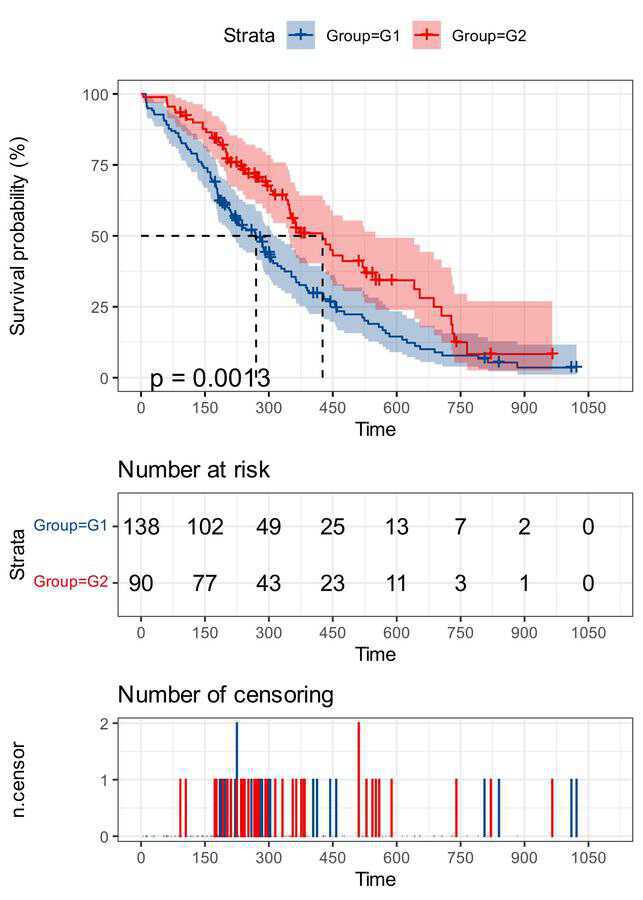 Strata Group=G1 Group=G2
Survival probability (%)
100
75
50
25
0
p = 0.0013
0 150 300 450 600 750 900 1050
Time
Number at risk
Strata
Group=G1 138 102 49 25 13 7 2 0
Group=G2 90 77 43 23 11 3 1 0
0 150 300 450 600 750 900 1050
Time
Number of censoring
n.censor
2
1
0
0 150 300 450 600 750 900 1050
Time